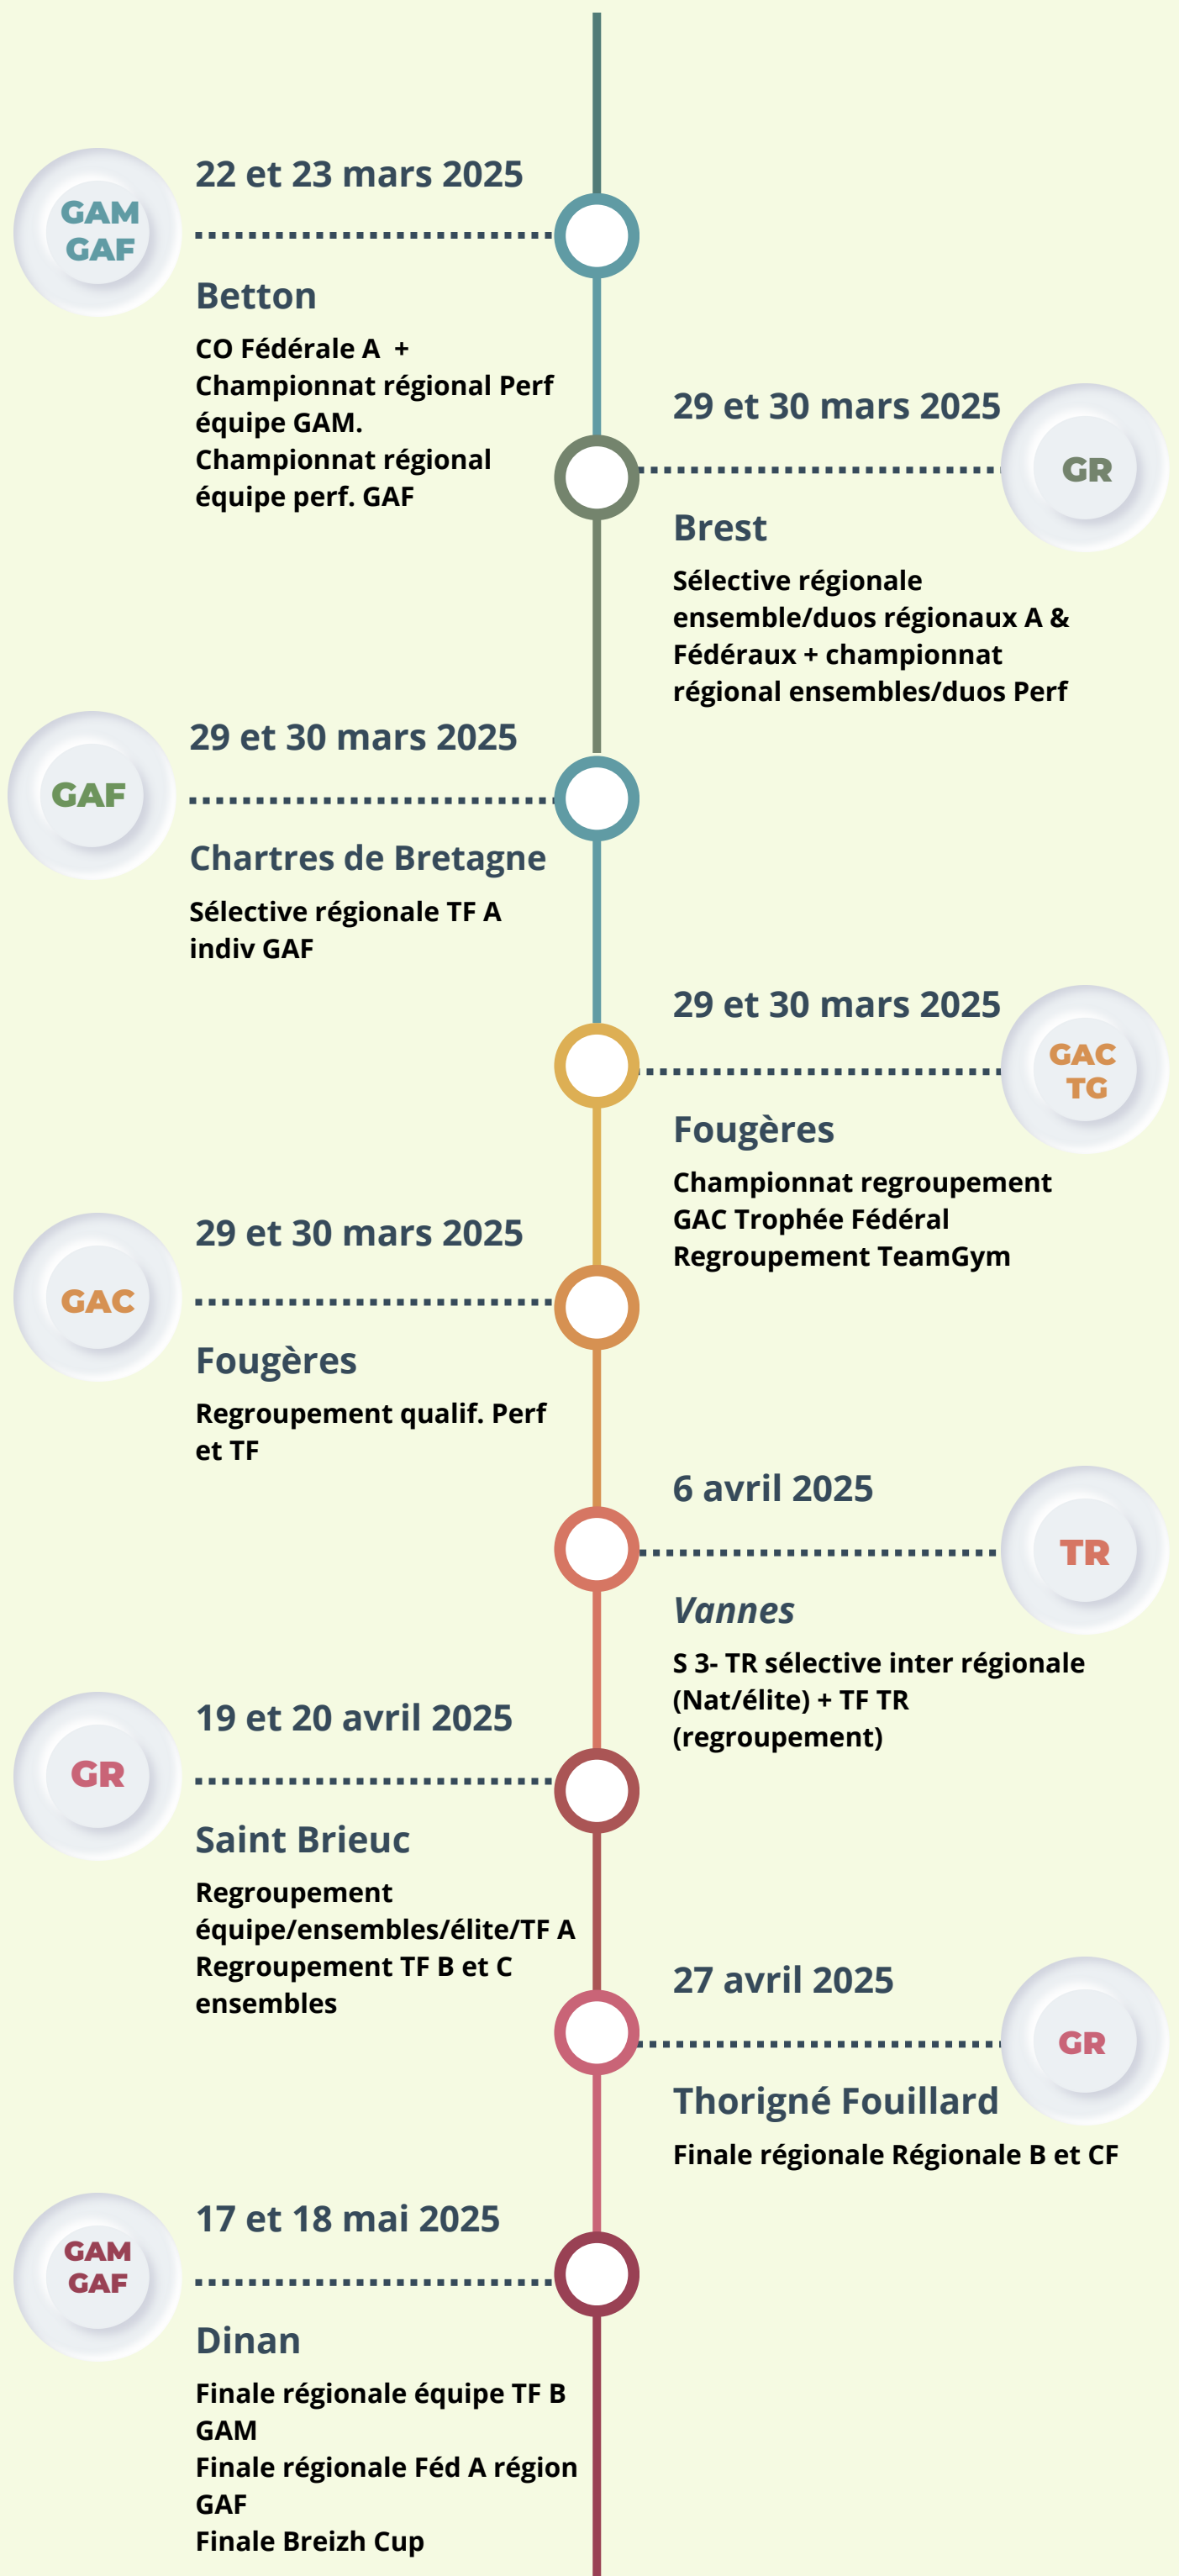 GAM
GAF
22 et 23 mars 2025
Betton
CO Fédérale A  +
Championnat régional Perf
équipe GAM.
Championnat régional
équipe perf. GAF
29 et 30 mars 2025
GR
Brest
Sélective régionale
ensemble/duos régionaux A &
Fédéraux + championnat
régional ensembles/duos Perf
GAF
29 et 30 mars 2025
Chartres de Bretagne
Sélective régionale TF A
indiv GAF
29 et 30 mars 2025
GAC
TG
Fougères
Championnat regroupement
GAC Trophée Fédéral
Regroupement TeamGym
GAC
29 et 30 mars 2025
Fougères
Regroupement qualif. Perf
et TF
6 avril 2025
TR
Vannes
S 3- TR sélective inter régionale
(Nat/élite) + TF TR
(regroupement)
GR
19 et 20 avril 2025
Saint Brieuc
Regroupement
équipe/ensembles/élite/TF A
Regroupement TF B et C
ensembles
27 avril 2025
GR
Thorigné Fouillard
Finale régionale Régionale B et CF
GAM
GAF
17 et 18 mai 2025
Dinan
Finale régionale équipe TF B
GAM
Finale régionale Féd A région
GAF
Finale Breizh Cup